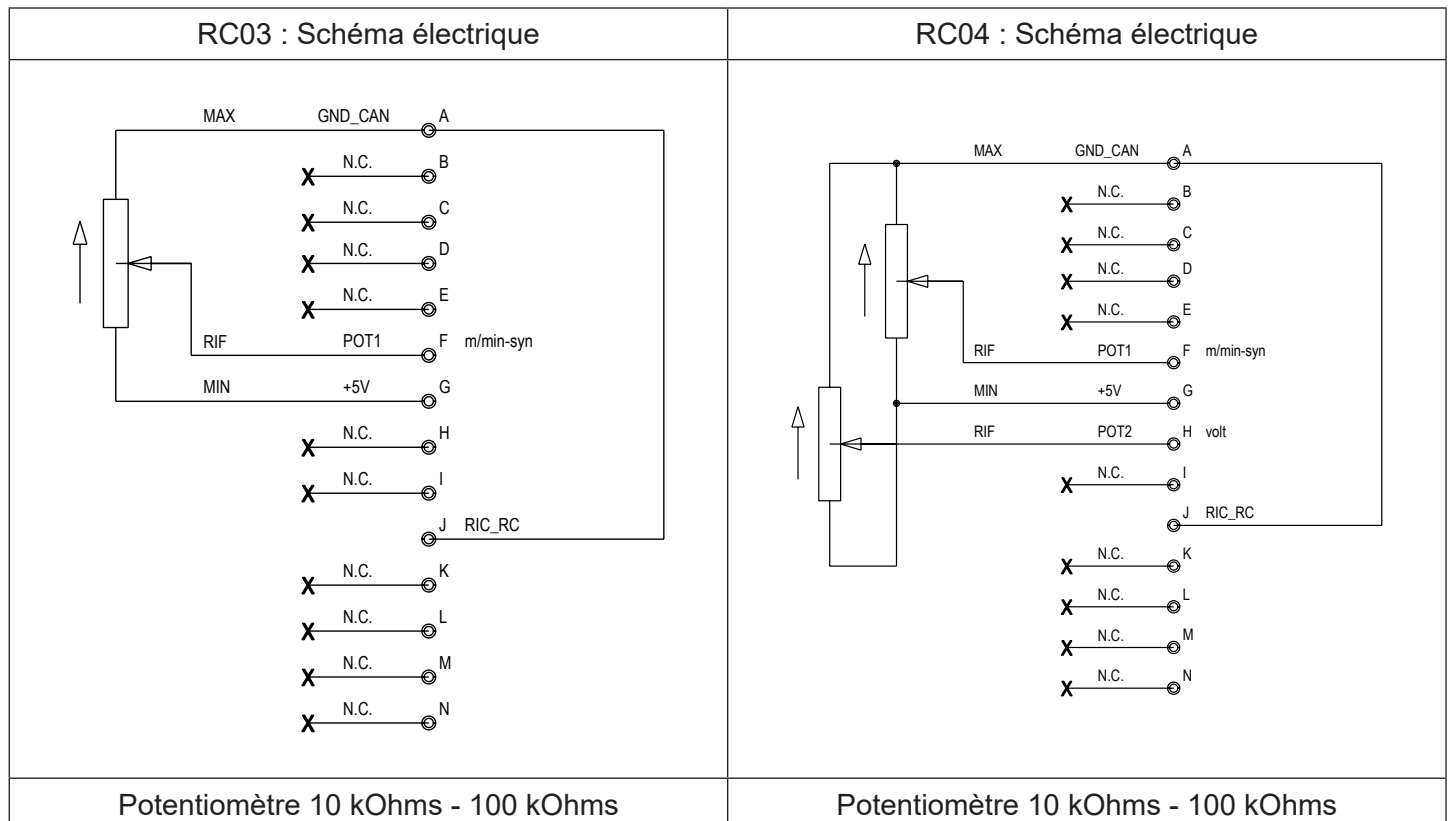 RC03 : Schéma électrique
MAX GND_CAN A
N.C. B
N.C. C
N.C. D
N.C. E
RIF POT1 F m/min-syn
MIN +5V G
N.C. H
N.C. I
J RIC_RC
N.C. K
N.C. L
N.C. M
N.C. N
Potentiomètre 10 kOhms - 100 kOhms
RC04 : Schéma électrique
MAX GND_CAN A
N.C. B
N.C. C
N.C. D
N.C. E
RIF POT1 F m/min-syn
MIN +5V G
RIF POT2 H volt
N.C. I
J RIC_RC
N.C. K
N.C. L
N.C. M
N.C. N
Potentiomètre 10 kOhms - 100 kOhms